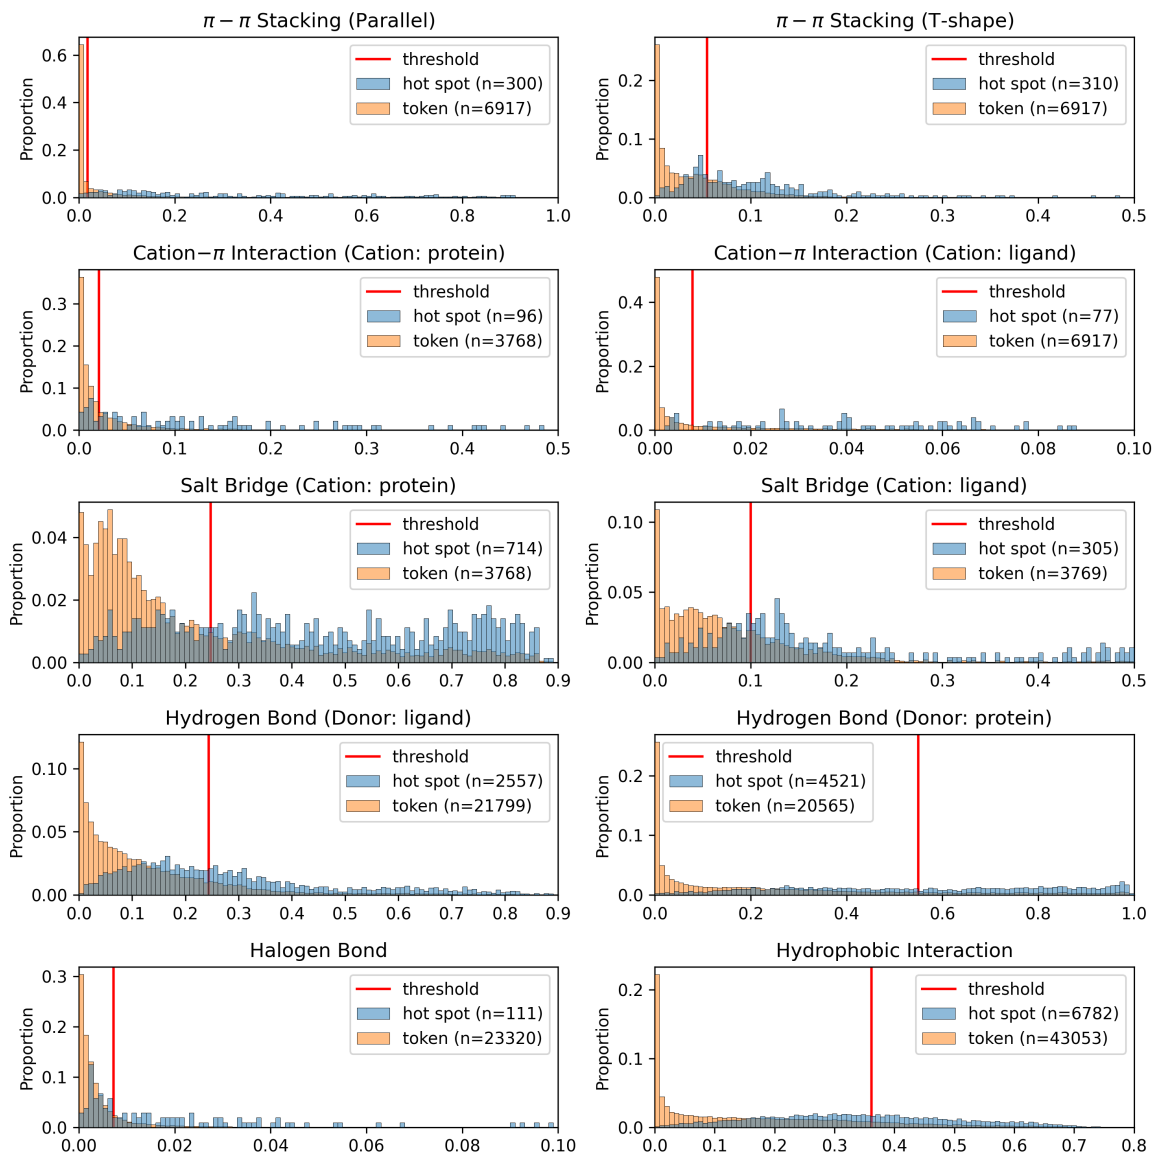 π − π Stacking (Parallel)
Proportion
0.6
0.4
0.2
0.0
threshold
hot spot (n=300)
token (n=6917)
0.0 0.2 0.4 0.6 0.8 1.0
π − π Stacking (T-shape)
Proportion
0.2
0.1
0.0
threshold
hot spot (n=310)
token (n=6917)
0.0 0.1 0.2 0.3 0.4 0.5
Cation−π Interaction (Cation: protein)
Proportion
0.3
0.2
0.1
0.0
threshold
hot spot (n=96)
token (n=3768)
0.0 0.1 0.2 0.3 0.4 0.5
Cation−π Interaction (Cation: ligand)
Proportion
0.4
0.2
0.0
threshold
hot spot (n=77)
token (n=6917)
0.00 0.02 0.04 0.06 0.08 0.10
Salt Bridge (Cation: protein)
Proportion
0.04
0.02
0.00
threshold
hot spot (n=714)
token (n=3768)
0.0 0.1 0.2 0.3 0.4 0.5 0.6 0.7 0.8 0.9
Salt Bridge (Cation: ligand)
Proportion
0.10
0.05
0.00
threshold
hot spot (n=305)
token (n=3769)
0.0 0.1 0.2 0.3 0.4 0.5
Hydrogen Bond (Donor: ligand)
Proportion
0.10
0.05
0.00
threshold
hot spot (n=2557)
token (n=21799)
0.0 0.1 0.2 0.3 0.4 0.5 0.6 0.7 0.8 0.9
Hydrogen Bond (Donor: protein)
Proportion
0.2
0.1
0.0
threshold
hot spot (n=4521)
token (n=20565)
0.0 0.2 0.4 0.6 0.8 1.0
Halogen Bond
Proportion
0.3
0.2
0.1
0.0
threshold
hot spot (n=111)
token (n=23320)
0.00 0.02 0.04 0.06 0.08 0.10
Hydrophobic Interaction
Proportion
0.2
0.1
0.0
threshold
hot spot (n=6782)
token (n=43053)
0.0 0.1 0.2 0.3 0.4 0.5 0.6 0.7 0.8